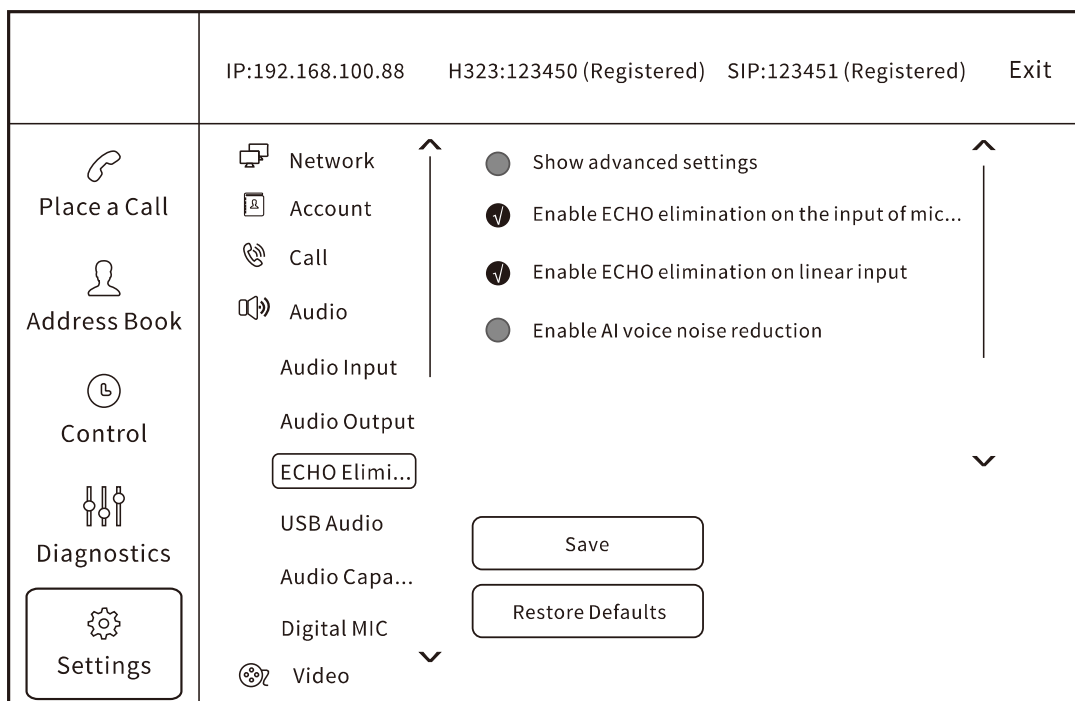 IP:192.168.100.88 H323:123450 (Registered) SIP:123451 (Registered) Exit
Place a Call
Address Book
Control
Diagnostics
Settings
Network
Account
Call
Audio
Audio Input
Audio Output
ECHO Elimi...
USB Audio
Audio Capa...
Digital MIC
Video
Show advanced settings
Enable ECHO elimination on the input of mic...
Enable ECHO elimination on linear input
Enable AI voice noise reduction
Save
Restore Defaults